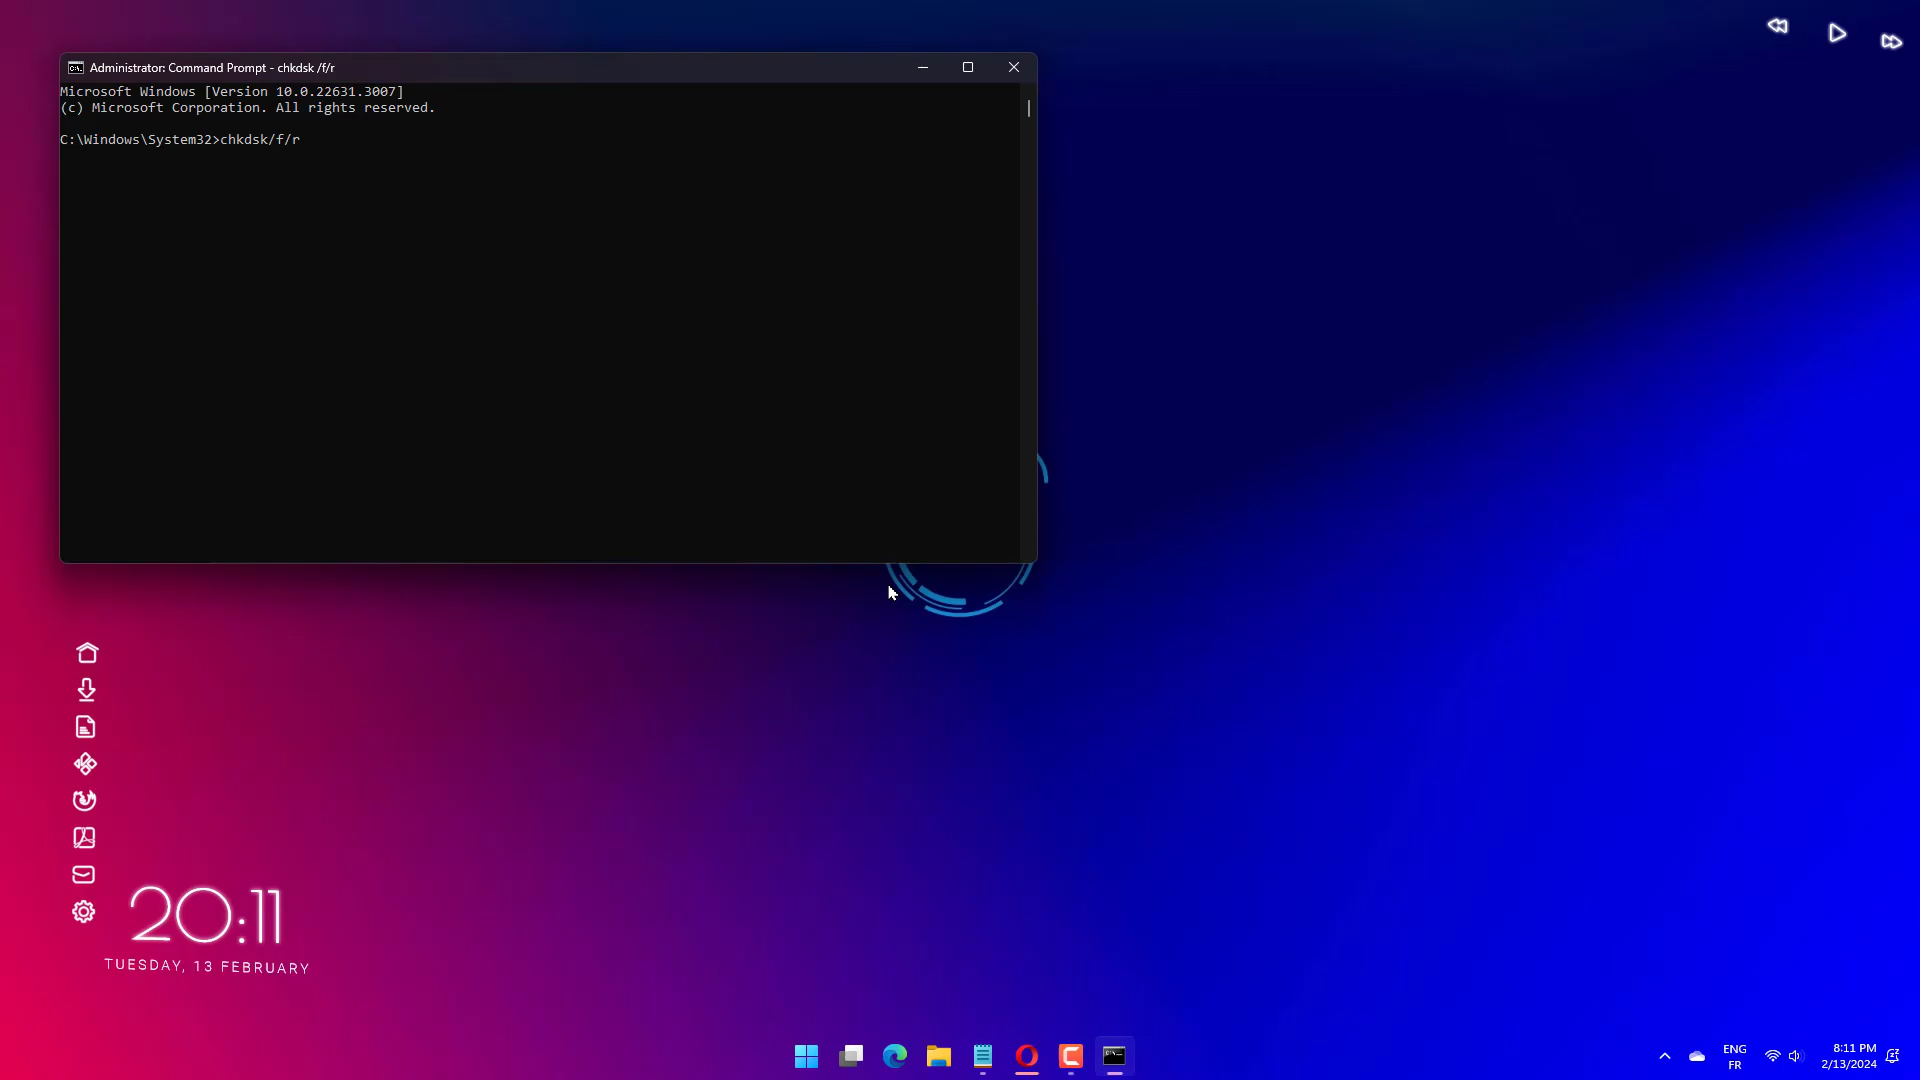 Administrator: Command Prompt - chkdsk /f/r
Microsoft Windows [Version 10.0.22631.3007]
(c) Microsoft Corporation. All rights reserved.
C:\Windows\System32>chkdsk/f/r
20:11
TUESDAY, 13 FEBRUARY
ENG
FR
8:11 PM
2/13/2024